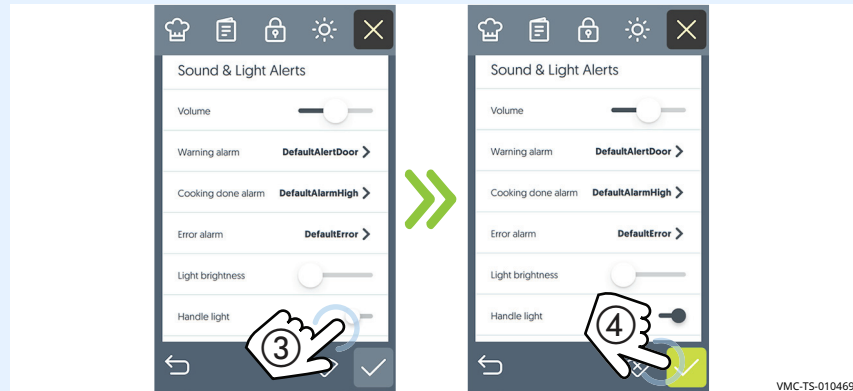 Sound & Light Alerts
Volume
Warning alarm DefaultAlertDoor
Cooking done alarm DefaultAlarmHigh
Error alarm DefaultError
Light brightness
Handle light
3
Sound & Light Alerts
Volume
Warning alarm DefaultAlertDoor
Cooking done alarm DefaultAlarmHigh
Error alarm DefaultError
Light brightness
Handle light
4
VMC-TS-010469